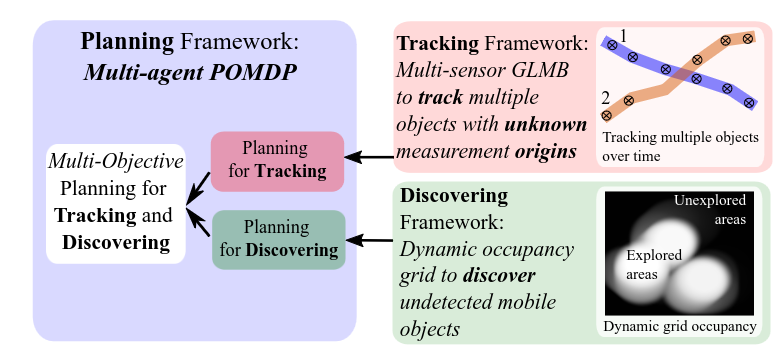 Planning Framework:
Multi-agent POMDP
Multi-Objective
Planning for
Tracking and
Discovering
Planning
for Tracking
Planning
for Discovering
Tracking Framework:
Multi-sensor GLMB
to track multiple
objects with unknown
measurement origins
1
2
Tracking multiple objects
over time
Discovering
Framework:
Dynamic occupancy
grid to discover
undetected mobile
objects
Unexplored
areas
Explored
areas
Dynamic grid occupancy